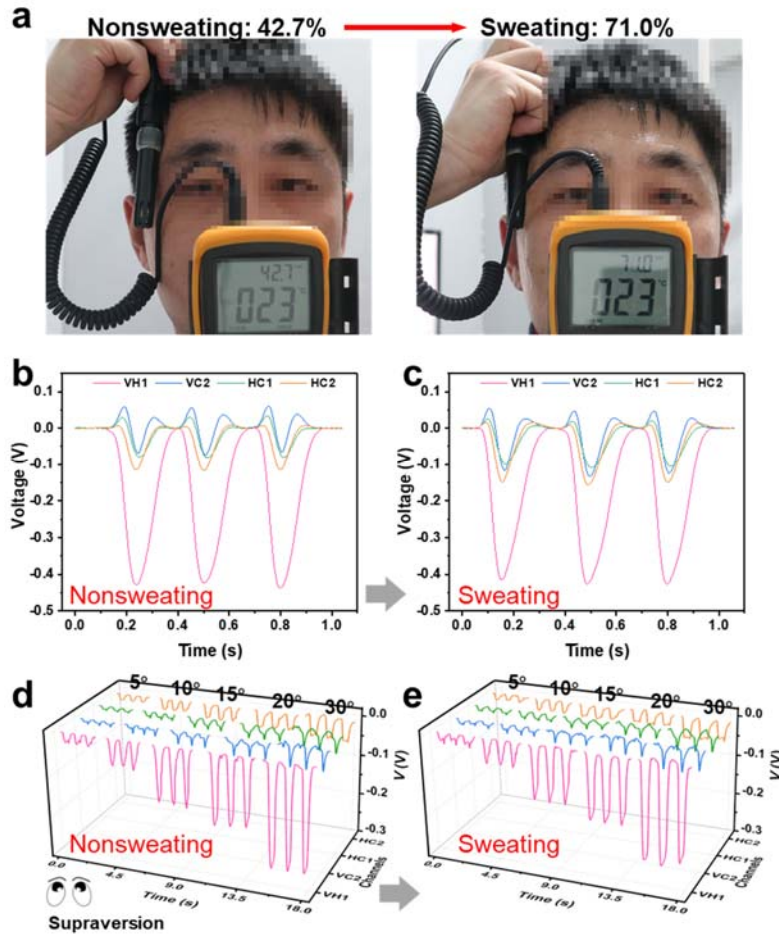 a
Nonsweating: 42.7%
Sweating: 71.0%
42.7
023 °C
71.0
023 °C
b
VH1 VC2 HC1 HC2
0.1
0.0
-0.1
-0.2
-0.3
-0.4
-0.5
Voltage (V)
Nonsweating
0.0 0.2 0.4 0.6 0.8 1.0
Time (s)
c
VH1 VC2 HC1 HC2
0.1
0.0
-0.1
-0.2
-0.3
-0.4
-0.5
Voltage (V)
Sweating
0.0 0.2 0.4 0.6 0.8 1.0
Time (s)
d
5° 10° 15° 20° 30°
0.0
-0.1
-0.2
-0.3
V (V)
Nonsweating
HC2
HC1
VC2
VH1
Channels
0.0 4.5 9.0 13.5 18.0
Time (s)
Supraversion
e
5° 10° 15° 20° 30°
0.0
-0.1
-0.2
-0.3
V (V)
Sweating
HC2
HC1
VC2
VH1
Channels
0.0 4.5 9.0 13.5 18.0
Time (s)